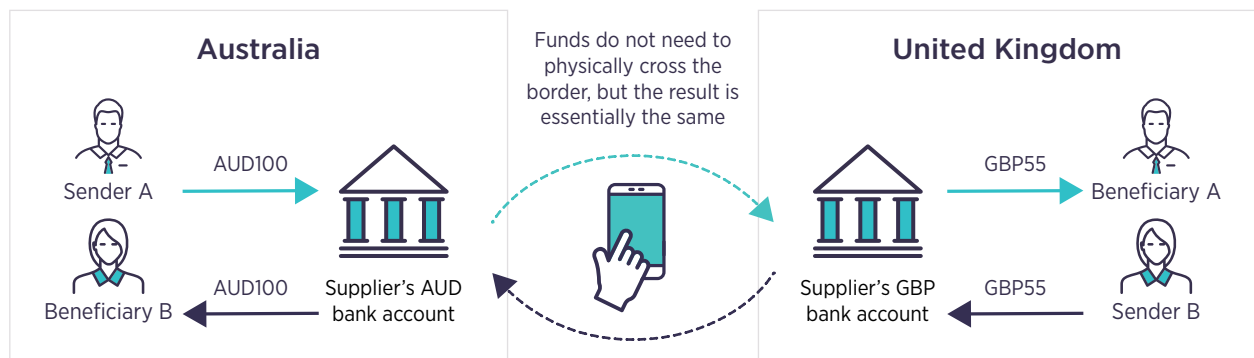 Australia
AUD100
Sender A
AUD100
Beneficiary B
Supplier's AUD
bank account
Funds do not need to
physically cross the
border, but the result is
essentially the same
United Kingdom
GBP55
Beneficiary A
GBP55
Sender B
Supplier's GBP
bank account